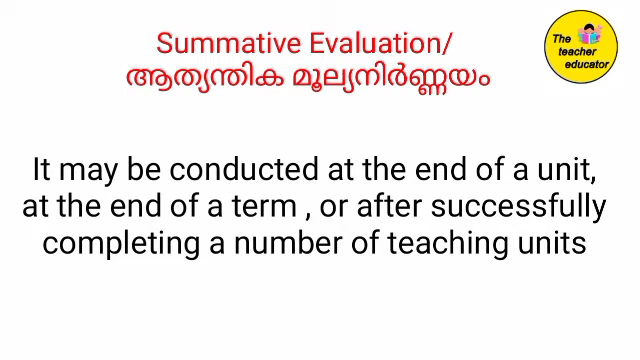 Summative Evaluation/
ആത്യന്തിക മൂല്യനിർണ്ണയം
The
teacher
educator
It may be conducted at the end of a unit,
at the end of a term , or after successfully
completing a number of teaching units